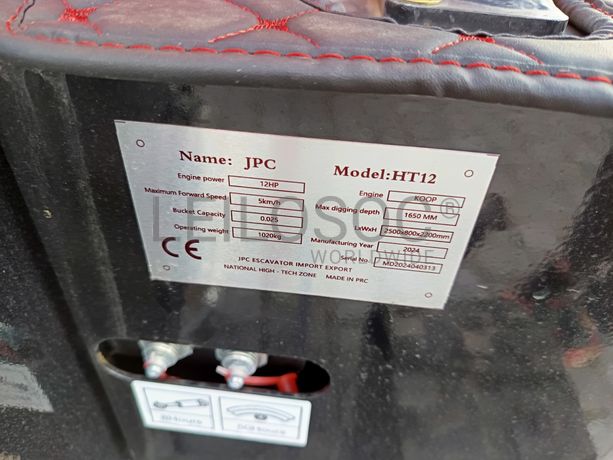 Name: JPC Model:HT12
Engine power 12HP Engine KOOP
Maximum Forward Speed 5km/h Max digging depth 1650 MM
Bucket Capacity 0.025 LxWxH 2500x800x2200mm
Operating weight 1020kg Manufacturing Year 2024
CE Serial No. MD2024040313
JPC ESCAVATOR IMPORT EXPORT
NATIONAL HIGH - TECH ZONE MADE IN PRC
LEILOSOC®
WORLDWIDE